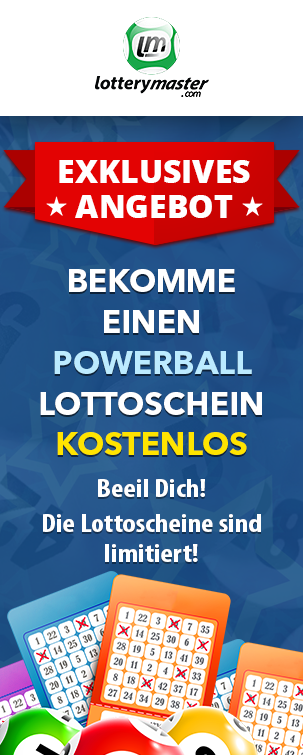 lm
lotterymaster
.com
EXKLUSIVES
★ ANGEBOT ★
BEKOMME
EINEN
POWERBALL
LOTTOSCHEIN
KOSTENLOS
Beeil Dich!
Die Lottoscheine sind
limitiert!